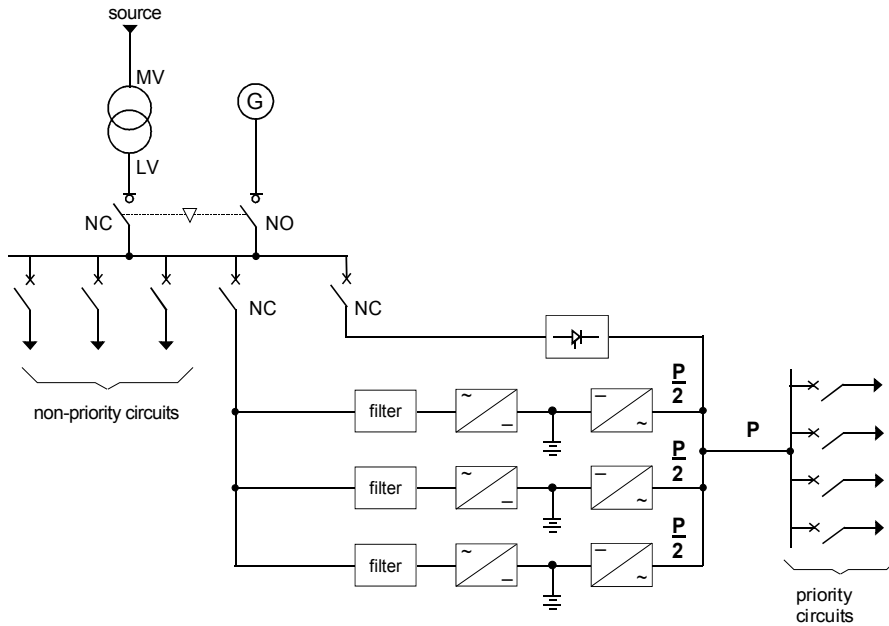 source
MV
G
LV
NC
NO
NC
NC
non-priority circuits
P
2
filter
~
–
–
~
P
P
2
filter
~
–
–
~
P
2
filter
~
–
–
~
priority
circuits